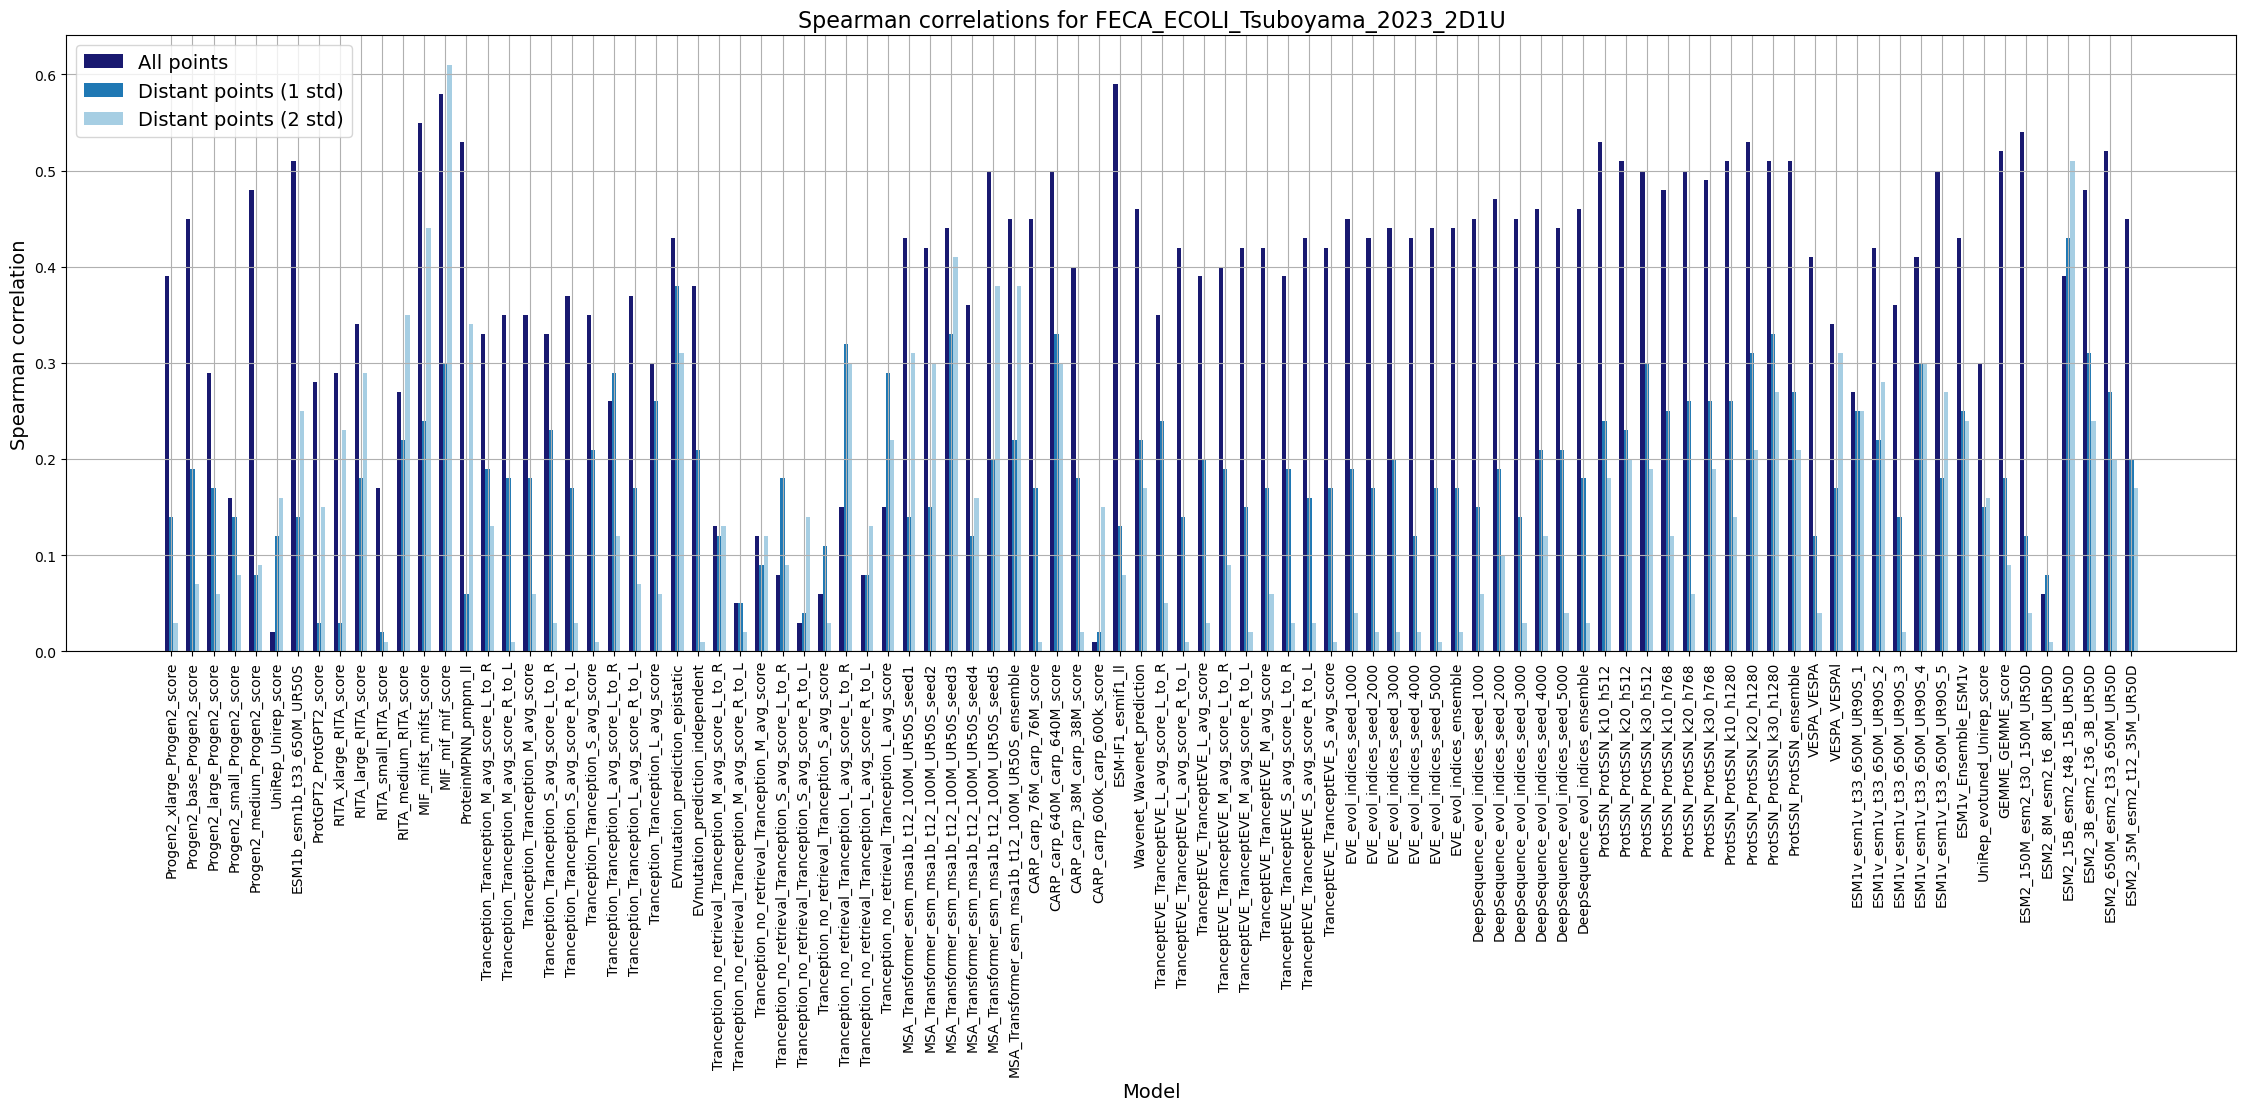 Spearman correlations for FECA_ECOLI_Tsuboyama_2023_2D1U
All points
Distant points (1 std)
Distant points (2 std)
Spearman correlation
0.6
0.5
0.4
0.3
0.2
0.1
0.0
Progen2_xlarge_Progen2_score
Progen2_base_Progen2_score
Progen2_large_Progen2_score
Progen2_small_Progen2_score
Progen2_medium_Progen2_score
UniRep_Unirep_score
ESM1b_esm1b_t33_650M_UR50S
ProtGPT2_ProtGPT2_score
RITA_xlarge_RITA_score
RITA_large_RITA_score
RITA_small_RITA_score
RITA_medium_RITA_score
MIF_mifst_mifst_score
MIF_mif_mif_score
ProteinMPNN_pmpnn_ll
Tranception_Tranception_M_avg_score_L_to_R
Tranception_Tranception_M_avg_score_R_to_L
Tranception_Tranception_M_avg_score
Tranception_Tranception_S_avg_score_L_to_R
Tranception_Tranception_S_avg_score_R_to_L
Tranception_Tranception_S_avg_score
Tranception_Tranception_L_avg_score_L_to_R
Tranception_Tranception_L_avg_score_R_to_L
Tranception_Tranception_L_avg_score
EVmutation_prediction_epistatic
EVmutation_prediction_independent
Tranception_no_retrieval_Tranception_M_avg_score_L_to_R
Tranception_no_retrieval_Tranception_M_avg_score_R_to_L
Tranception_no_retrieval_Tranception_M_avg_score
Tranception_no_retrieval_Tranception_S_avg_score_L_to_R
Tranception_no_retrieval_Tranception_S_avg_score_R_to_L
Tranception_no_retrieval_Tranception_S_avg_score
Tranception_no_retrieval_Tranception_L_avg_score_L_to_R
Tranception_no_retrieval_Tranception_L_avg_score_R_to_L
Tranception_no_retrieval_Tranception_L_avg_score
MSA_Transformer_esm_msa1b_t12_100M_UR50S_seed1
MSA_Transformer_esm_msa1b_t12_100M_UR50S_seed2
MSA_Transformer_esm_msa1b_t12_100M_UR50S_seed3
MSA_Transformer_esm_msa1b_t12_100M_UR50S_seed4
MSA_Transformer_esm_msa1b_t12_100M_UR50S_seed5
MSA_Transformer_esm_msa1b_t12_100M_UR50S_ensemble
CARP_carp_76M_carp_76M_score
CARP_carp_640M_carp_640M_score
CARP_carp_38M_carp_38M_score
CARP_carp_600k_carp_600k_score
ESM-IF1_esmif1_ll
Wavenet_Wavenet_prediction
TranceptEVE_TranceptEVE_L_avg_score_L_to_R
TranceptEVE_TranceptEVE_L_avg_score_R_to_L
TranceptEVE_TranceptEVE_L_avg_score
TranceptEVE_TranceptEVE_M_avg_score_L_to_R
TranceptEVE_TranceptEVE_M_avg_score_R_to_L
TranceptEVE_TranceptEVE_M_avg_score
TranceptEVE_TranceptEVE_S_avg_score_L_to_R
TranceptEVE_TranceptEVE_S_avg_score_R_to_L
TranceptEVE_TranceptEVE_S_avg_score
EVE_evol_indices_seed_1000
EVE_evol_indices_seed_2000
EVE_evol_indices_seed_3000
EVE_evol_indices_seed_4000
EVE_evol_indices_seed_5000
EVE_evol_indices_ensemble
DeepSequence_evol_indices_seed_1000
DeepSequence_evol_indices_seed_2000
DeepSequence_evol_indices_seed_3000
DeepSequence_evol_indices_seed_4000
DeepSequence_evol_indices_seed_5000
DeepSequence_evol_indices_ensemble
ProtSSN_ProtSSN_k10_h512
ProtSSN_ProtSSN_k20_h512
ProtSSN_ProtSSN_k30_h512
ProtSSN_ProtSSN_k10_h768
ProtSSN_ProtSSN_k20_h768
ProtSSN_ProtSSN_k30_h768
ProtSSN_ProtSSN_k10_h1280
ProtSSN_ProtSSN_k20_h1280
ProtSSN_ProtSSN_k30_h1280
ProtSSN_ProtSSN_ensemble
VESPA_VESPA
VESPA_VESPAl
ESM1v_esm1v_t33_650M_UR90S_1
ESM1v_esm1v_t33_650M_UR90S_2
ESM1v_esm1v_t33_650M_UR90S_3
ESM1v_esm1v_t33_650M_UR90S_4
ESM1v_esm1v_t33_650M_UR90S_5
ESM1v_Ensemble_ESM1v
UniRep_evotuned_Unirep_score
GEMME_GEMME_score
ESM2_150M_esm2_t30_150M_UR50D
ESM2_8M_esm2_t6_8M_UR50D
ESM2_15B_esm2_t48_15B_UR50D
ESM2_3B_esm2_t36_3B_UR50D
ESM2_650M_esm2_t33_650M_UR50D
ESM2_35M_esm2_t12_35M_UR50D
Model